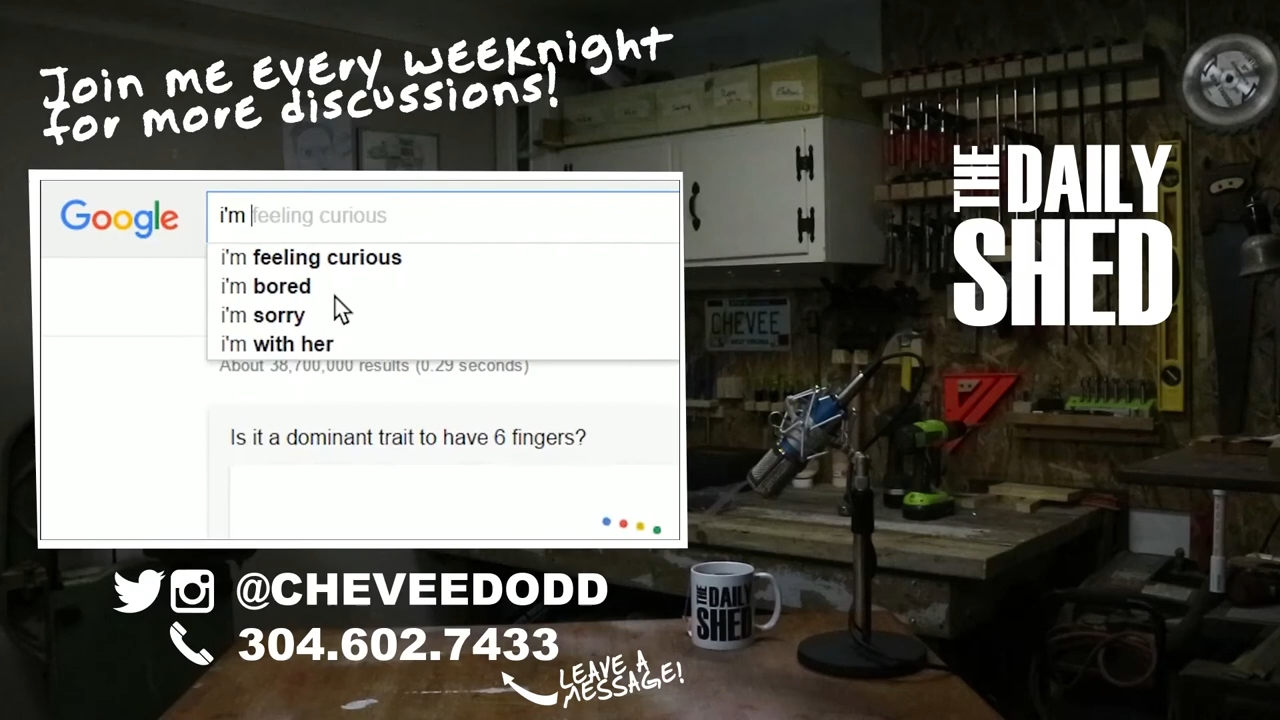 Join me every weeknight
for more discussions!
THE
DAILY
SHED
Google
i'm feeling curious
i'm feeling curious
i'm bored
i'm sorry
i'm with her
About 38,700,000 results (0.29 seconds)
Is it a dominant trait to have 6 fingers?
CHEVEE
@CHEVEEDODD
304.602.7433
LEAVE A
MESSAGE!
THE
DAILY
SHED